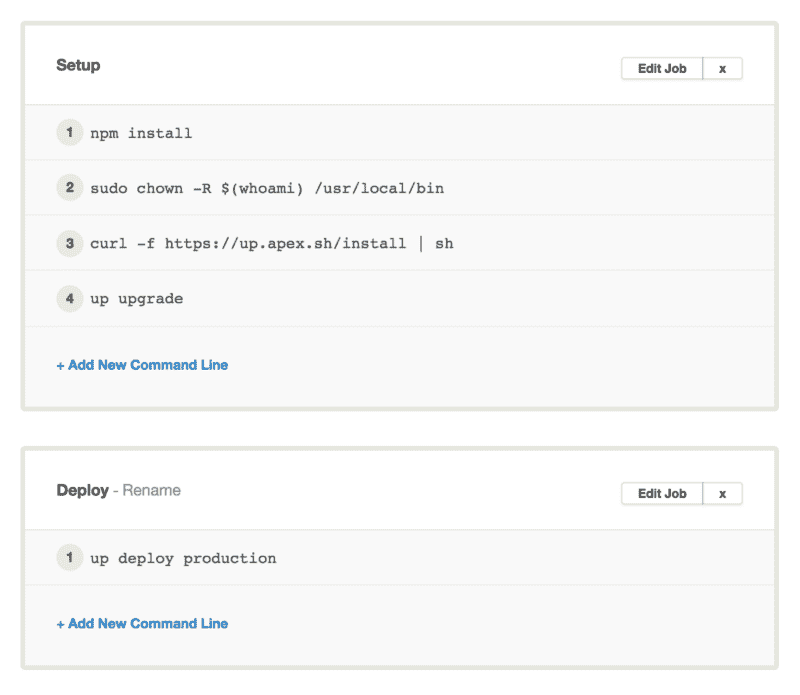 Setup
Edit Job x
1 npm install
2 sudo chown -R $(whoami) /usr/local/bin
3 curl -f https://up.apex.sh/install | sh
4 up upgrade
+ Add New Command Line
Deploy - Rename
Edit Job x
1 up deploy production
+ Add New Command Line